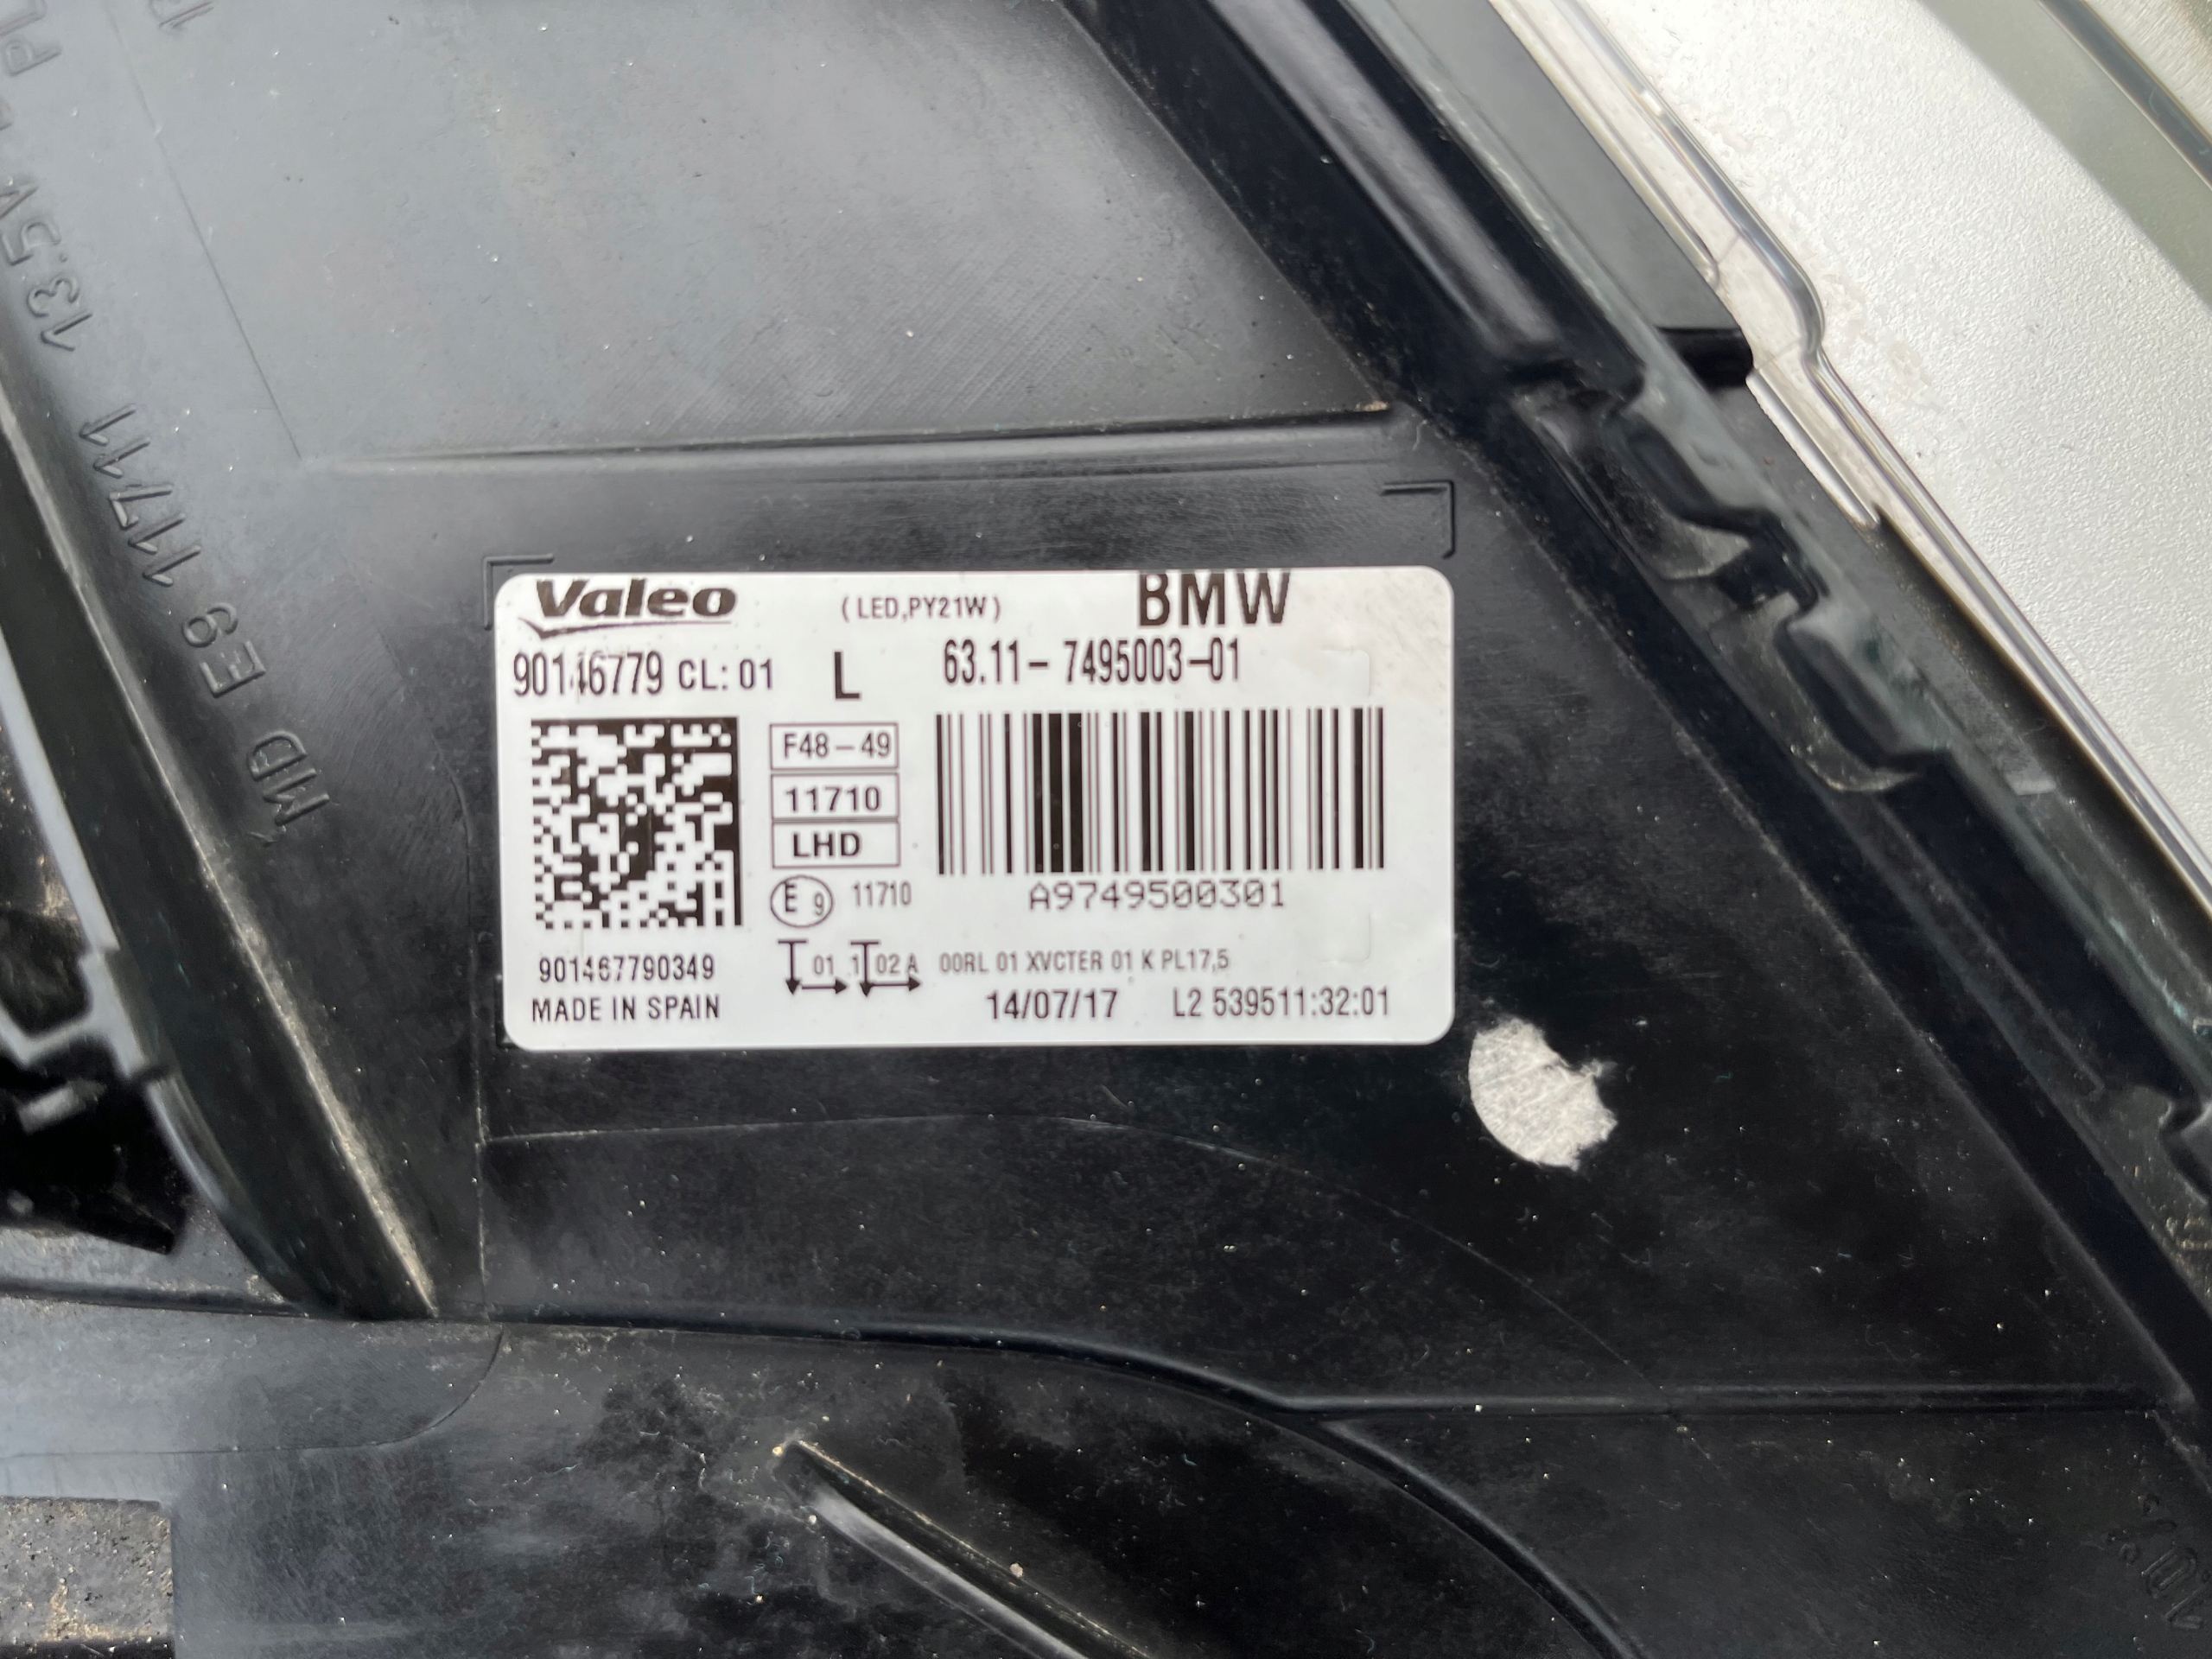 Valeo (LED,PY21W) BMW
90146779 CL: 01 L 63.11-7495003-01
F48-49
11710
LHD
E9 11710
A9749500301
901467790349
01 1 02 A 00RL 01 XVCTER 01 K PL17,5
MADE IN SPAIN 14/07/17 L2 539511:32:01
MD E9 11711 13.5V PL